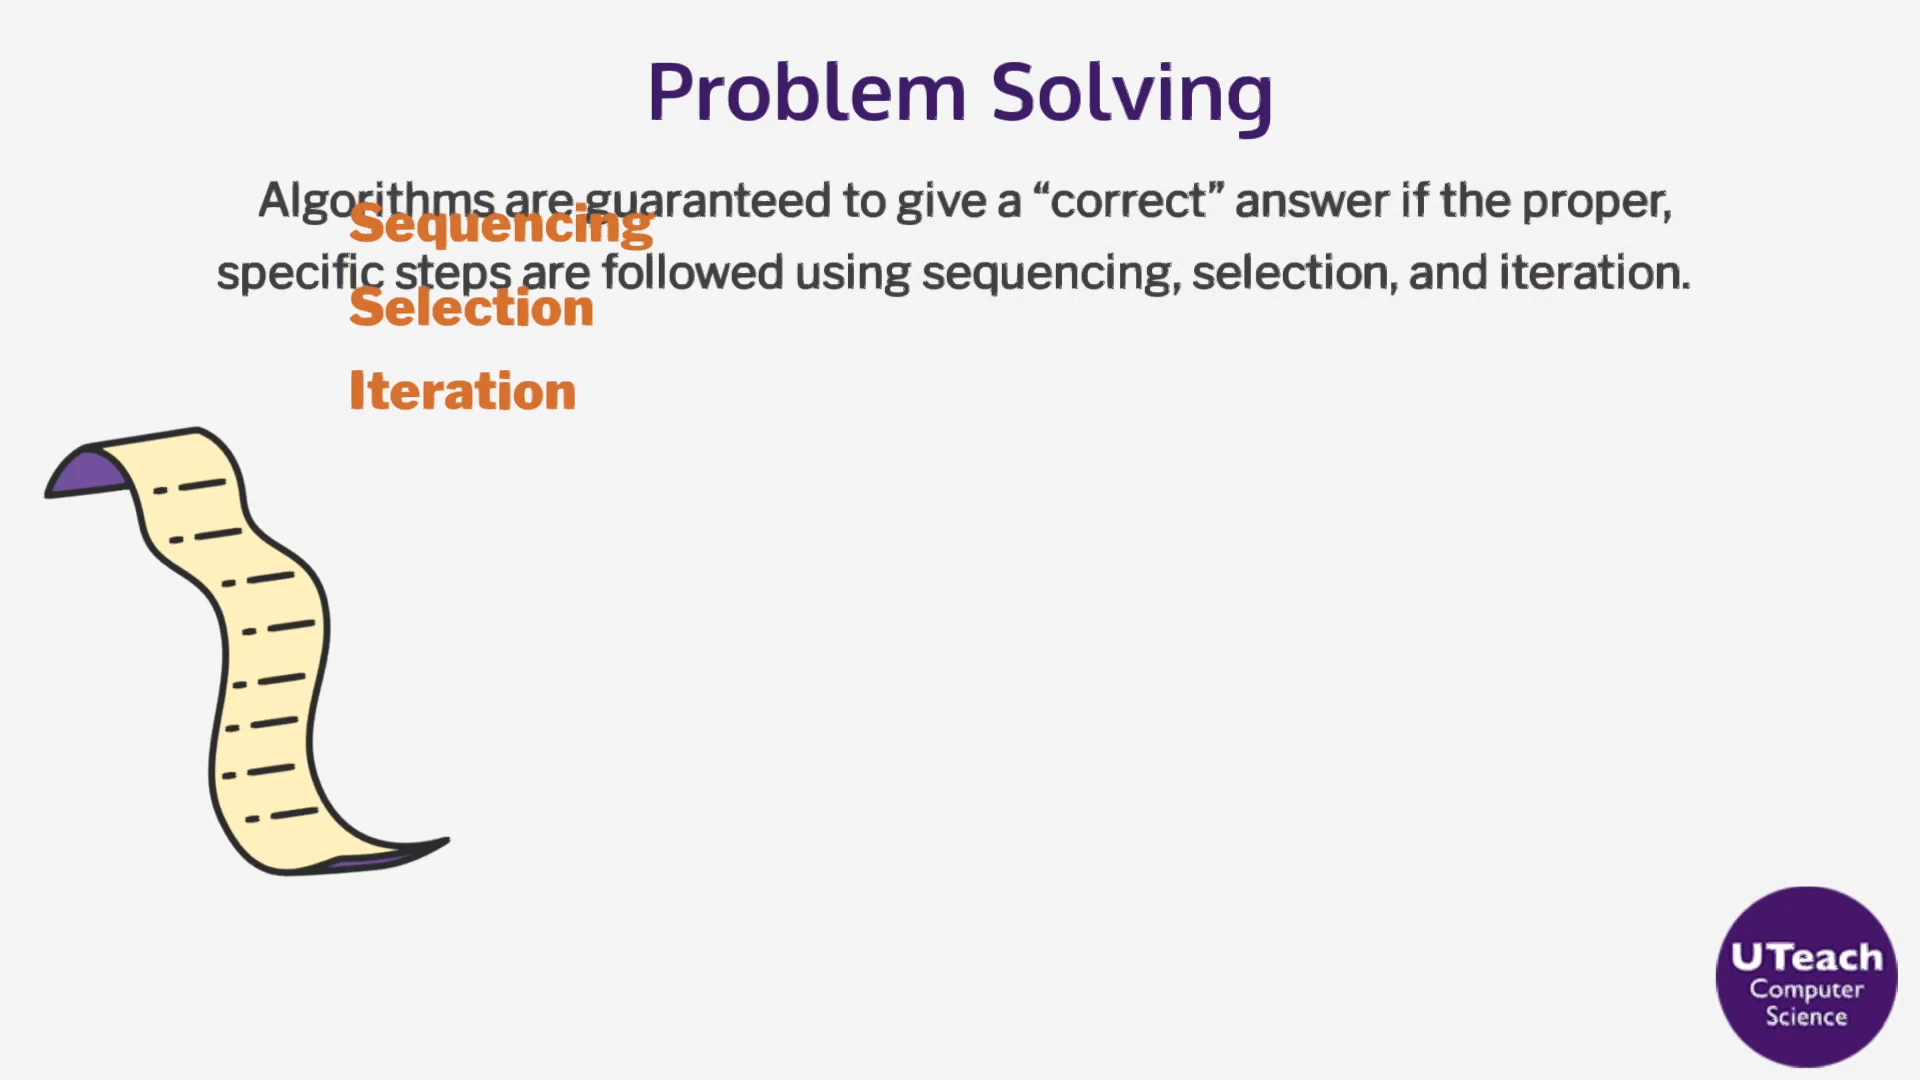 Problem Solving
Algorithms are guaranteed to give a “correct” answer if the proper,
Sequencing
specific steps are followed using sequencing, selection, and iteration.
Selection
Iteration
UTeach
Computer
Science